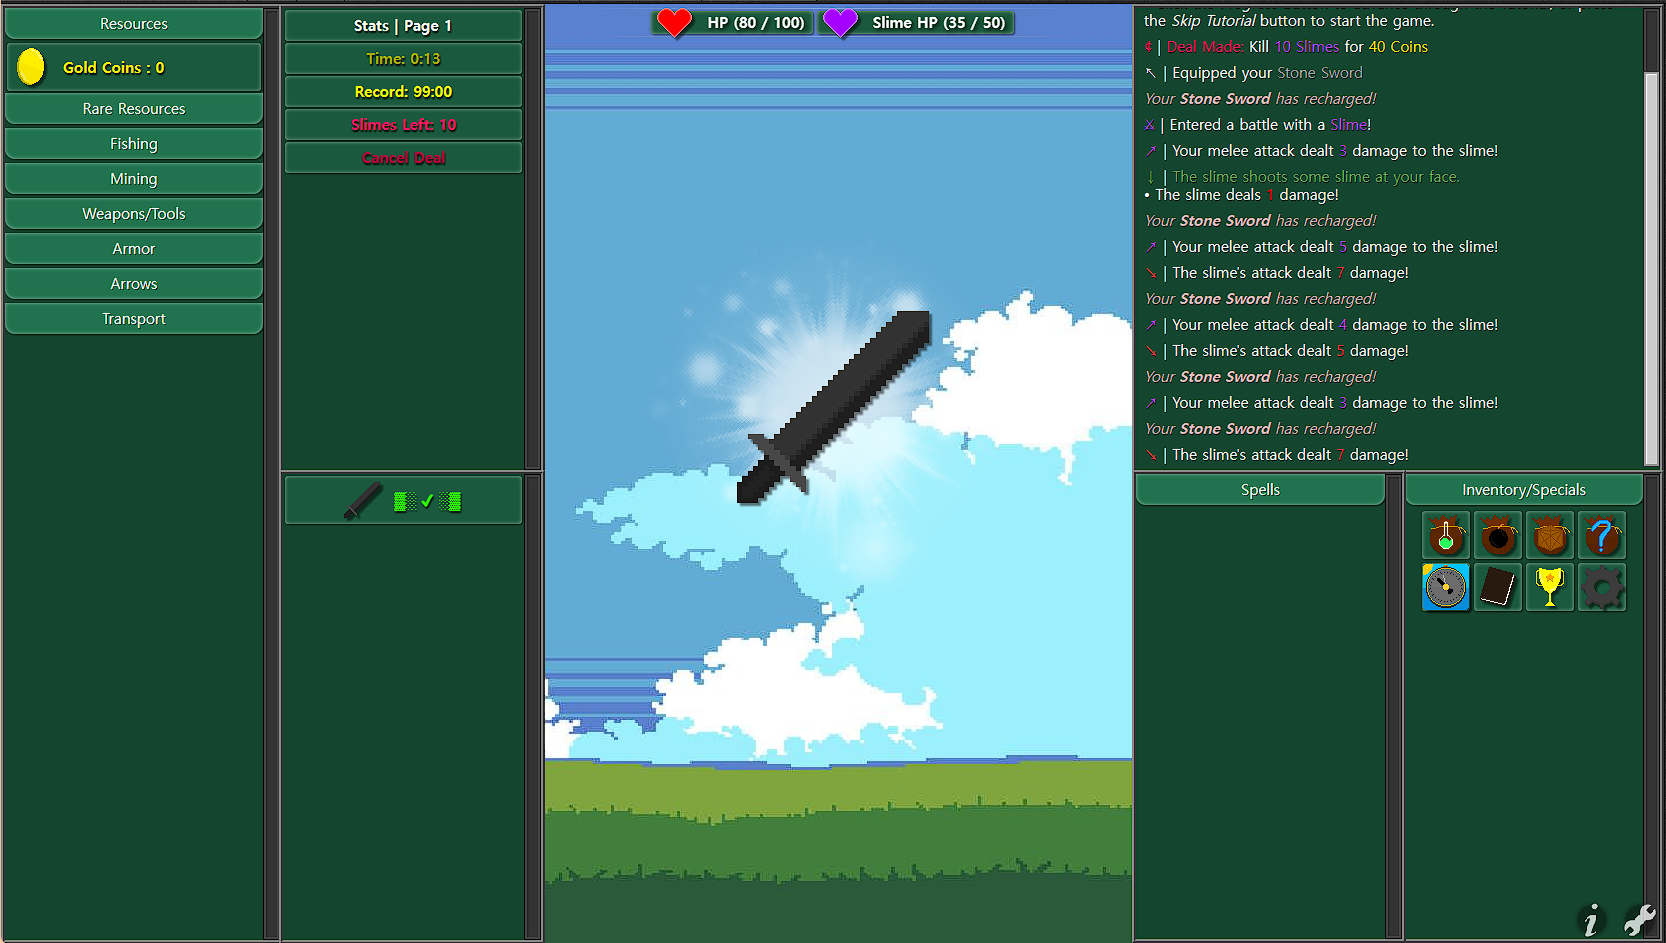 Resources
Gold Coins : 0
Rare Resources
Fishing
Mining
Weapons/Tools
Armor
Arrows
Transport
Stats | Page 1
Time: 0:13
Record: 99:00
Slimes Left: 10
Cancel Deal
HP (80 / 100)
Slime HP (35 / 50)
the Skip Tutorial button to start the game.
¢ | Deal Made: Kill 10 Slimes for 40 Coins
↖ | Equipped your Stone Sword
Your Stone Sword has recharged!
⚔ | Entered a battle with a Slime!
↗ | Your melee attack dealt 3 damage to the slime!
↓ | The slime shoots some slime at your face.
• The slime deals 1 damage!
Your Stone Sword has recharged!
↗ | Your melee attack dealt 5 damage to the slime!
↘ | The slime's attack dealt 7 damage!
Your Stone Sword has recharged!
↗ | Your melee attack dealt 4 damage to the slime!
↘ | The slime's attack dealt 5 damage!
Your Stone Sword has recharged!
↗ | Your melee attack dealt 3 damage to the slime!
Your Stone Sword has recharged!
↘ | The slime's attack dealt 7 damage!
Spells
Inventory/Specials